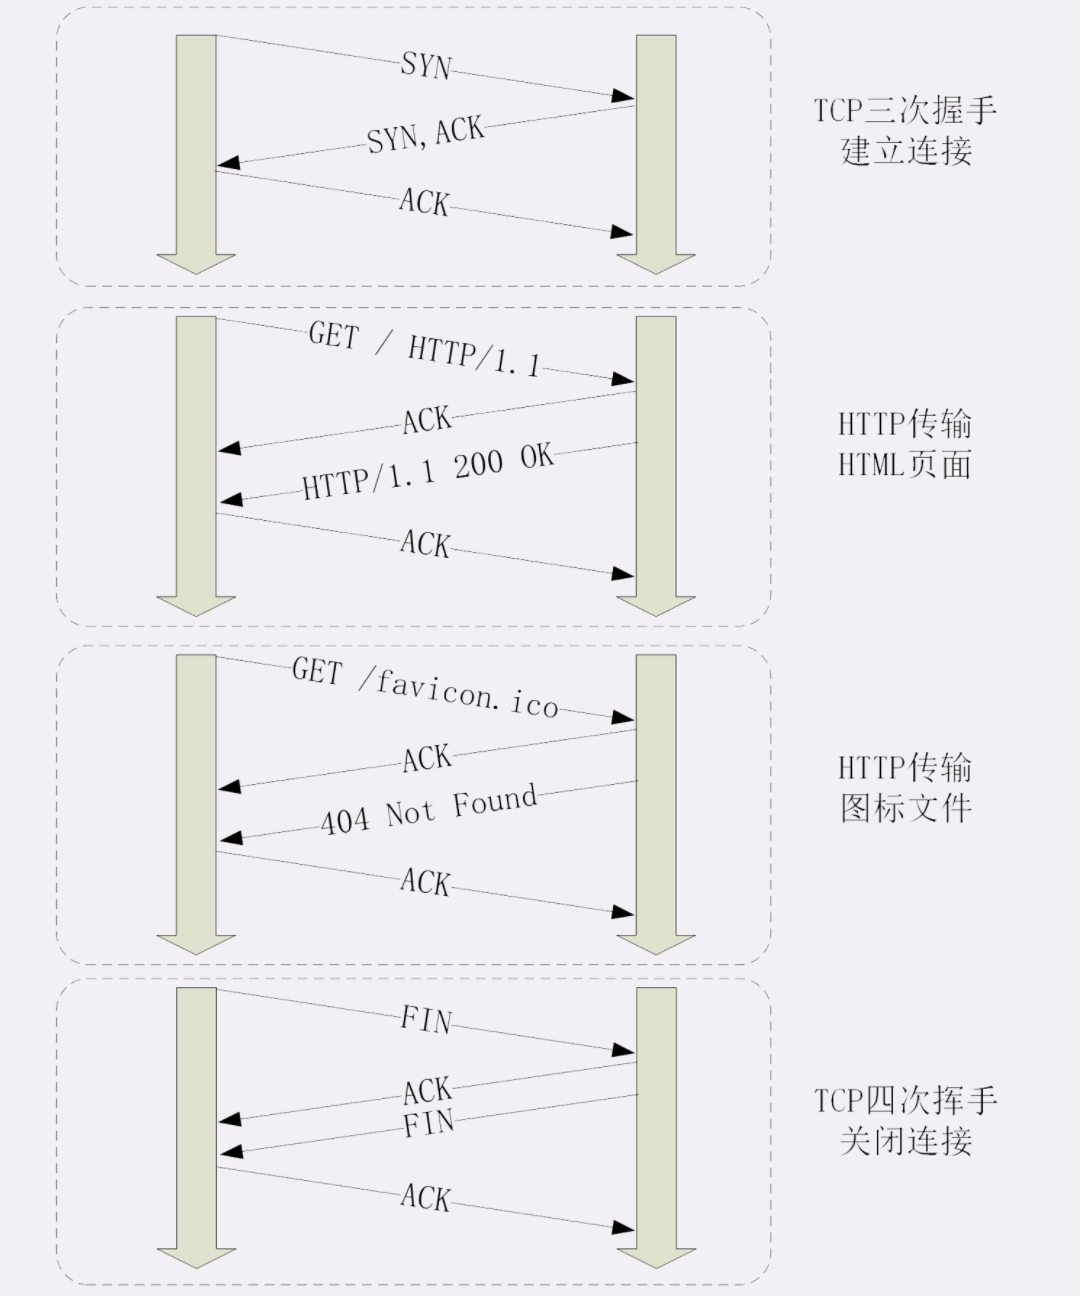 SYN
SYN,ACK
ACK
TCP三次握手
建立连接
GET / HTTP/1.1
ACK
HTTP/1.1 200 OK
ACK
HTTP传输
HTML页面
GET /favicon.ico
ACK
404 Not Found
ACK
HTTP传输
图标文件
FIN
ACK
FIN
ACK
TCP四次挥手
关闭连接